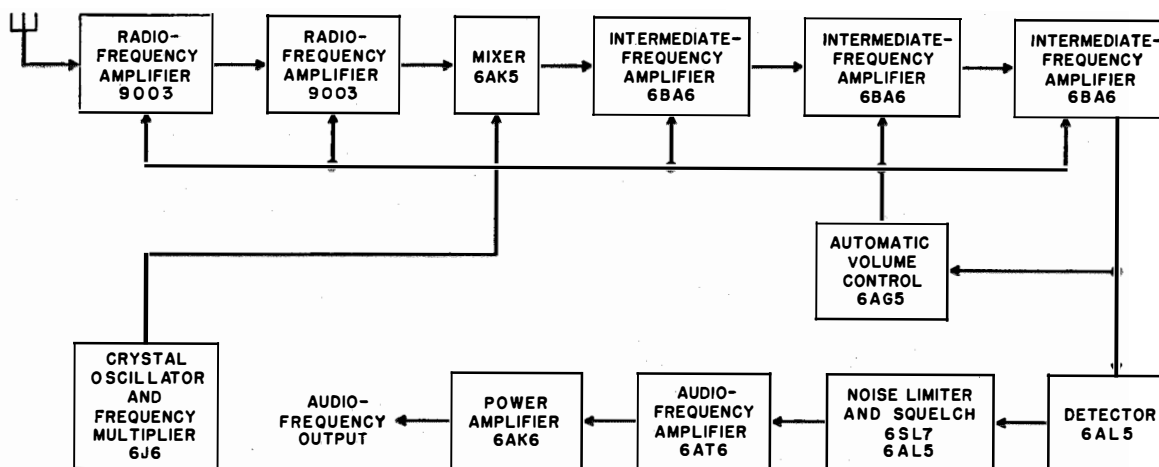 RADIO-
FREQUENCY
AMPLIFIER
9003
RADIO-
FREQUENCY
AMPLIFIER
9003
MIXER
6AK5
INTERMEDIATE-
FREQUENCY
AMPLIFIER
6BA6
INTERMEDIATE-
FREQUENCY
AMPLIFIER
6BA6
INTERMEDIATE-
FREQUENCY
AMPLIFIER
6BA6
AUTOMATIC
VOLUME
CONTROL
6AG5
CRYSTAL
OSCILLATOR
AND
FREQUENCY
MULTIPLIER
6J6
AUDIO-
FREQUENCY
OUTPUT
POWER
AMPLIFIER
6AK6
AUDIO-
FREQUENCY
AMPLIFIER
6AT6
NOISE LIMITER
AND SQUELCH
6SL7
6AL5
DETECTOR
6AL5